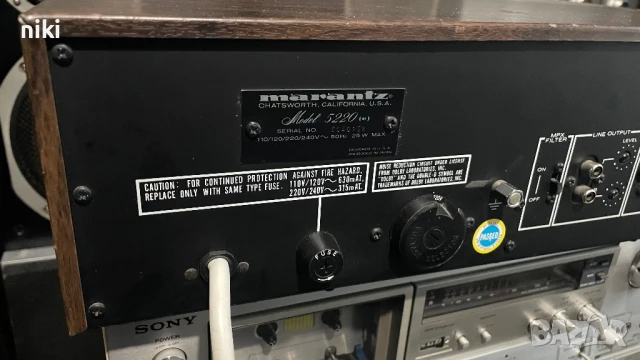 niki
marantz
CHATSWORTH, CALIFORNIA, U.S.A.
Model 5220
SERIAL NO.
110/120/220/240V~ 50Hz 25W MAX.
CAUTION: FOR CONTINUED PROTECTION AGAINST FIRE HAZARD,
REPLACE ONLY WITH SAME TYPE FUSE. 110V/120V~ 630mAT.
220V/240V~ 315mAT.
NOISE REDUCTION CIRCUIT UNDER LICENSE
FROM DOLBY LABORATORIES, INC.
"DOLBY" AND THE DOUBLE D SYMBOL ARE
TRADEMARKS OF DOLBY LABORATORIES, INC.
MPX
FILTER
ON
OFF
LINE OUTPUT
LEVEL
FUSE
PASSED
SONY
bazar